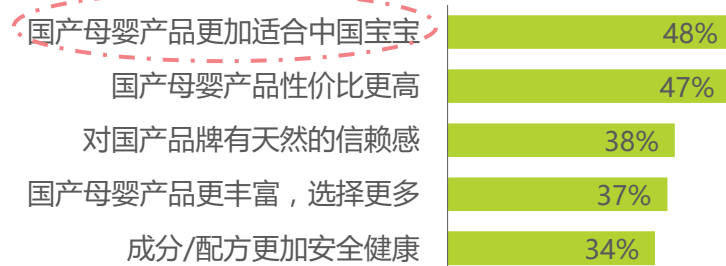 国产母婴产品更加适合中国宝宝 48%
国产母婴产品性价比更高 47%
对国产品牌有天然的信赖感 38%
国产母婴产品更丰富，选择更多 37%
成分/配方更加安全健康 34%